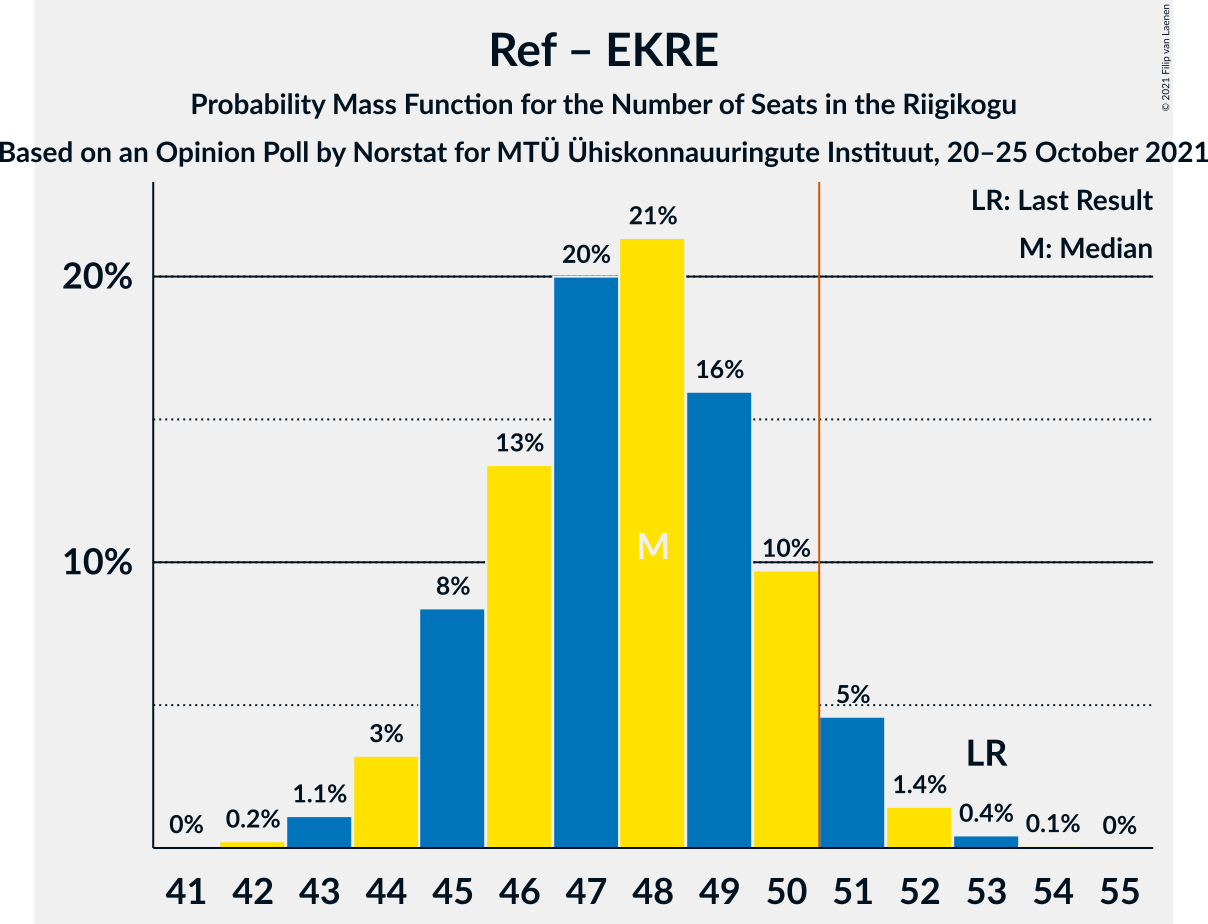 Ref – EKRE
Probability Mass Function for the Number of Seats in the Riigikogu
Based on an Opinion Poll by Norstat for MTÜ Ühiskonnauuringute Instituut, 20–25 October 2021
© 2021 Filip van Laenen
LR: Last Result
M: Median
20%
10%
0%
0.2%
1.1%
3%
8%
13%
20%
21%
16%
10%
5%
1.4%
0.4%
0.1%
0%
M
LR
41 42 43 44 45 46 47 48 49 50 51 52 53 54 55